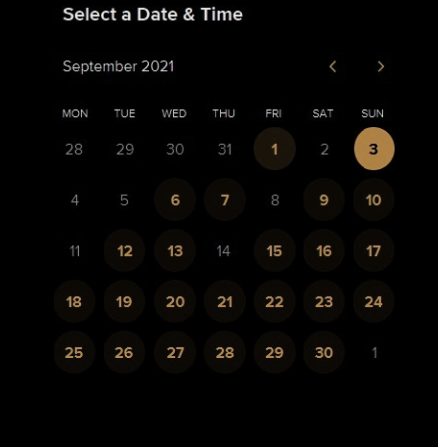 Select a Date & Time
September 2021
MON TUE WED THU FRI SAT SUN
28 29 30 31 1 2 3
4 5 6 7 8 9 10
11 12 13 14 15 16 17
18 19 20 21 22 23 24
25 26 27 28 29 30 1